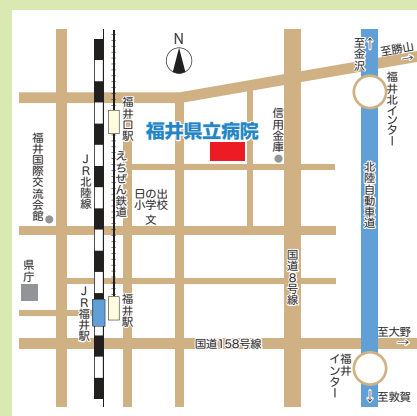 N
至勝山
→
至金沢
↑
福井北インター
福井口駅
福井県立病院
信用金庫
福井国際交流会館
JR北陸線
えちぜん鉄道
日の出
小学校
文
北陸自動車道
国道8号線
県庁
JR福井駅
福井駅
国道158号線
至大野
→
福井
インター
↓至敦賀